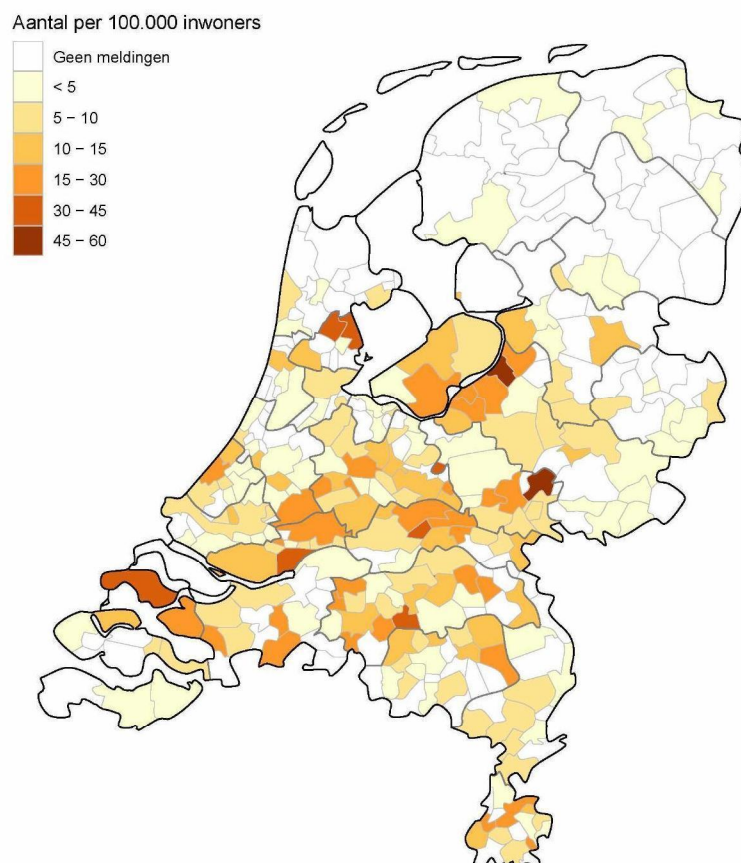 Aantal per 100.000 inwoners
Geen meldingen
< 5
5 – 10
10 – 15
15 – 30
30 – 45
45 – 60